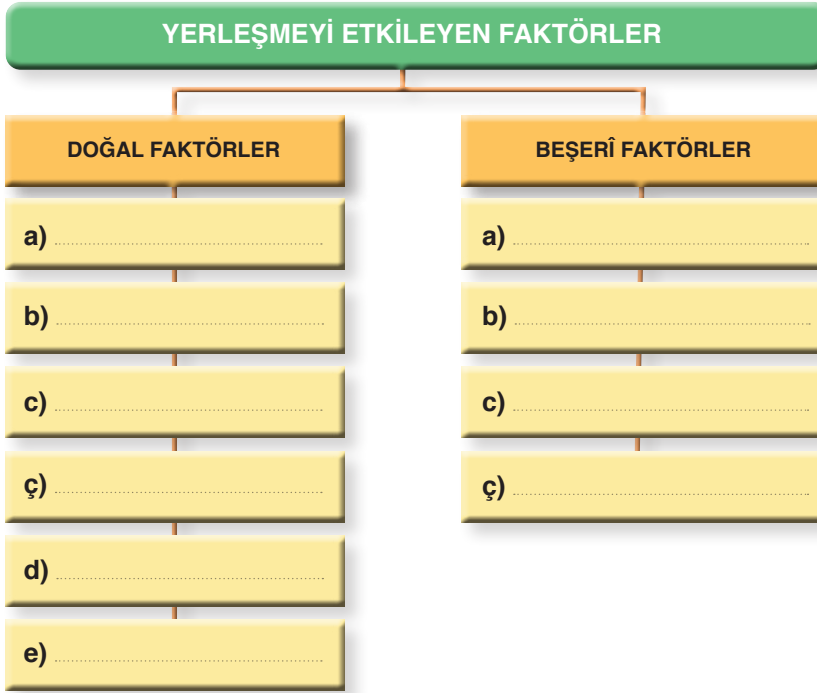 YERLEŞMEYİ ETKİLEYEN FAKTÖRLER
DOĞAL FAKTÖRLER
a)
b)
c)
ç)
d)
e)
BEŞERÎ FAKTÖRLER
a)
b)
c)
ç)